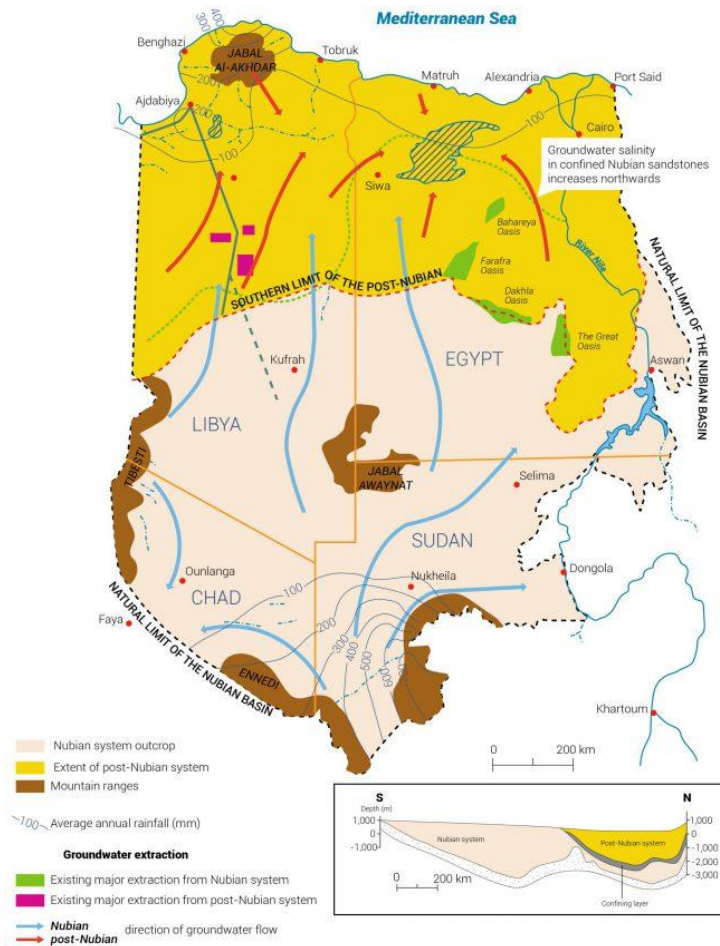 Mediterranean Sea
400
300
Benghazi
JABAL
Al-AKHDAR
Tobruk
200
Matruh
Alexandria
Port Said
Ajdabiya
200
100
100
Cairo
Groundwater salinity
in confined Nubian sandstones
increases northwards
Siwa
Bahareya
Oasis
River Nile
Farafra
Oasis
SOUTHERN LIMIT OF THE POST-NUBIAN
Dakhla
Oasis
NATURAL LIMIT OF THE NUBIAN BASIN
The Great
Oasis
Kufrah
EGYPT
Aswan
LIBYA
TIBESTI
JABAL
AWAYNAT
Selima
SUDAN
Ounlanga
Nukheila
Dongola
CHAD
100
200
300
400
500
600
Faya
NATURAL LIMIT OF THE NUBIAN BASIN
ENNEDI
Khartoum
0 200 km
Nubian system outcrop
Extent of post-Nubian system
Mountain ranges
100 Average annual rainfall (mm)
Groundwater extraction
Existing major extraction from Nubian system
Existing major extraction from post-Nubian system
Nubian
post-Nubian
direction of groundwater flow
S N
Depth (m)
1,000
0
-1,000
Nubian system
Post-Nubian system
1,000
0
-1,000
-2,000
-3,000
0 200 km
Confining layer